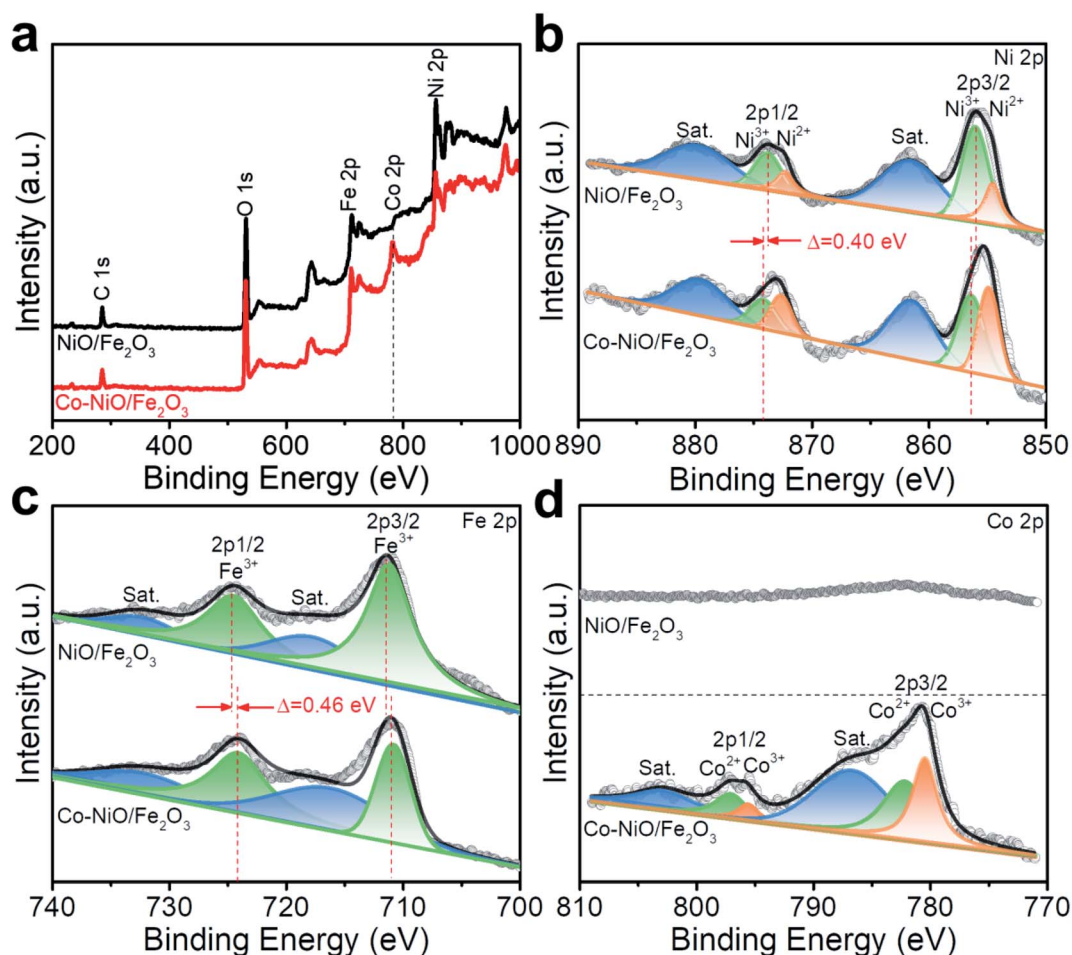 a
Ni 2p
O 1s
Fe 2p
Co 2p
C 1s
NiO/Fe₂O₃
Co-NiO/Fe₂O₃
Intensity (a.u.)
200 400 600 800 1000
Binding Energy (eV)
b
Ni 2p
2p3/2
Ni³⁺ Ni²⁺
2p1/2
Ni³⁺ Ni²⁺
Sat.
Sat.
NiO/Fe₂O₃
Δ=0.40 eV
Co-NiO/Fe₂O₃
Intensity (a.u.)
890 880 870 860 850
Binding Energy (eV)
c
Fe 2p
2p3/2
Fe³⁺
2p1/2
Fe³⁺
Sat.
Sat.
NiO/Fe₂O₃
Δ=0.46 eV
Co-NiO/Fe₂O₃
Intensity (a.u.)
740 730 720 710 700
Binding Energy (eV)
d
Co 2p
NiO/Fe₂O₃
2p3/2
Co²⁺ Co³⁺
Sat.
2p1/2
Co²⁺ Co³⁺
Sat.
Co-NiO/Fe₂O₃
Intensity (a.u.)
810 800 790 780 770
Binding Energy (eV)